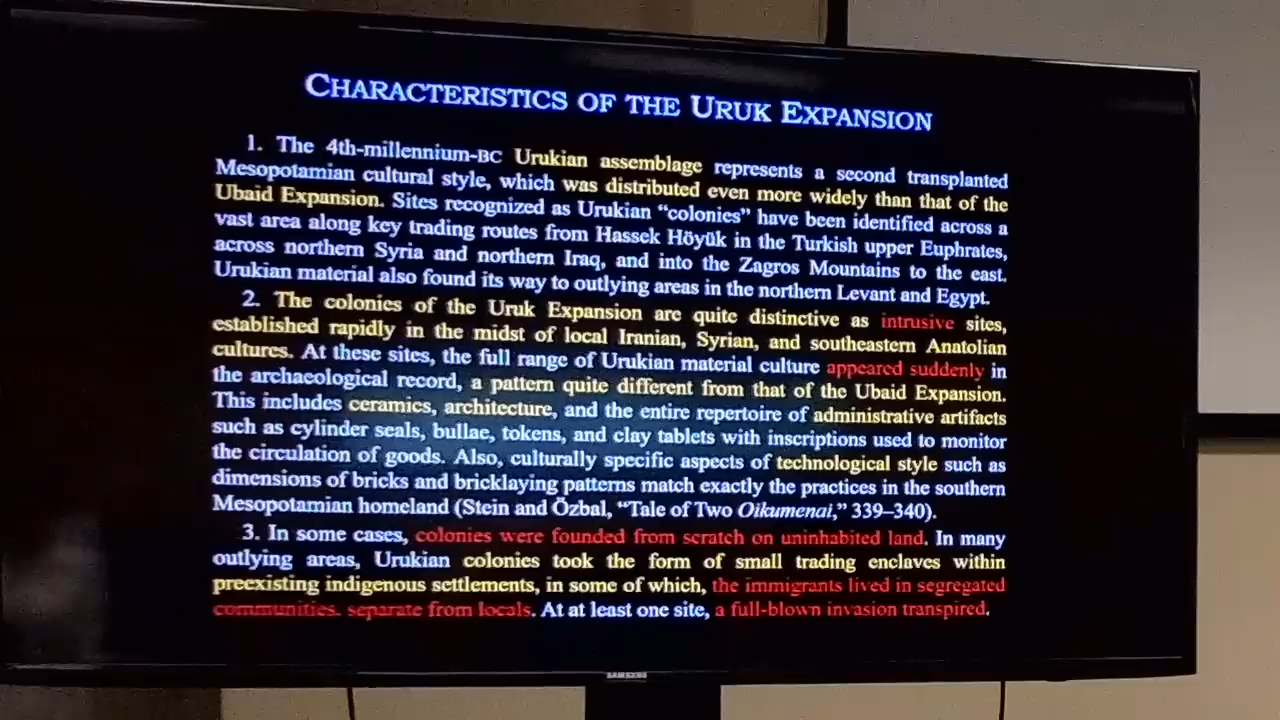 CHARACTERISTICS OF THE URUK EXPANSION
1. The 4th-millennium-BC Urukian assemblage represents a second transplanted
Mesopotamian cultural style, which was distributed even more widely than that of the
Ubaid Expansion. Sites recognized as Urukian “colonies” have been identified across a
vast area along key trading routes from Hassek Höyük in the Turkish upper Euphrates,
across northern Syria and northern Iraq, and into the Zagros Mountains to the east.
Urukian material also found its way to outlying areas in the northern Levant and Egypt.
2. The colonies of the Uruk Expansion are quite distinctive as intrusive sites,
established rapidly in the midst of local Iranian, Syrian, and southeastern Anatolian
cultures. At these sites, the full range of Urukian material culture appeared suddenly in
the archaeological record, a pattern quite different from that of the Ubaid Expansion.
This includes ceramics, architecture, and the entire repertoire of administrative artifacts
such as cylinder seals, bullae, tokens, and clay tablets with inscriptions used to monitor
the circulation of goods. Also, culturally specific aspects of technological style such as
dimensions of bricks and bricklaying patterns match exactly the practices in the southern
Mesopotamian homeland (Stein and Özbal, “Tale of Two Oikumenai,” 339–340).
3. In some cases, colonies were founded from scratch on uninhabited land. In many
outlying areas, Urukian colonies took the form of small trading enclaves within
preexisting indigenous settlements, in some of which, the immigrants lived in segregated
communities, separate from locals. At at least one site, a full-blown invasion transpired.
SAMSUNG